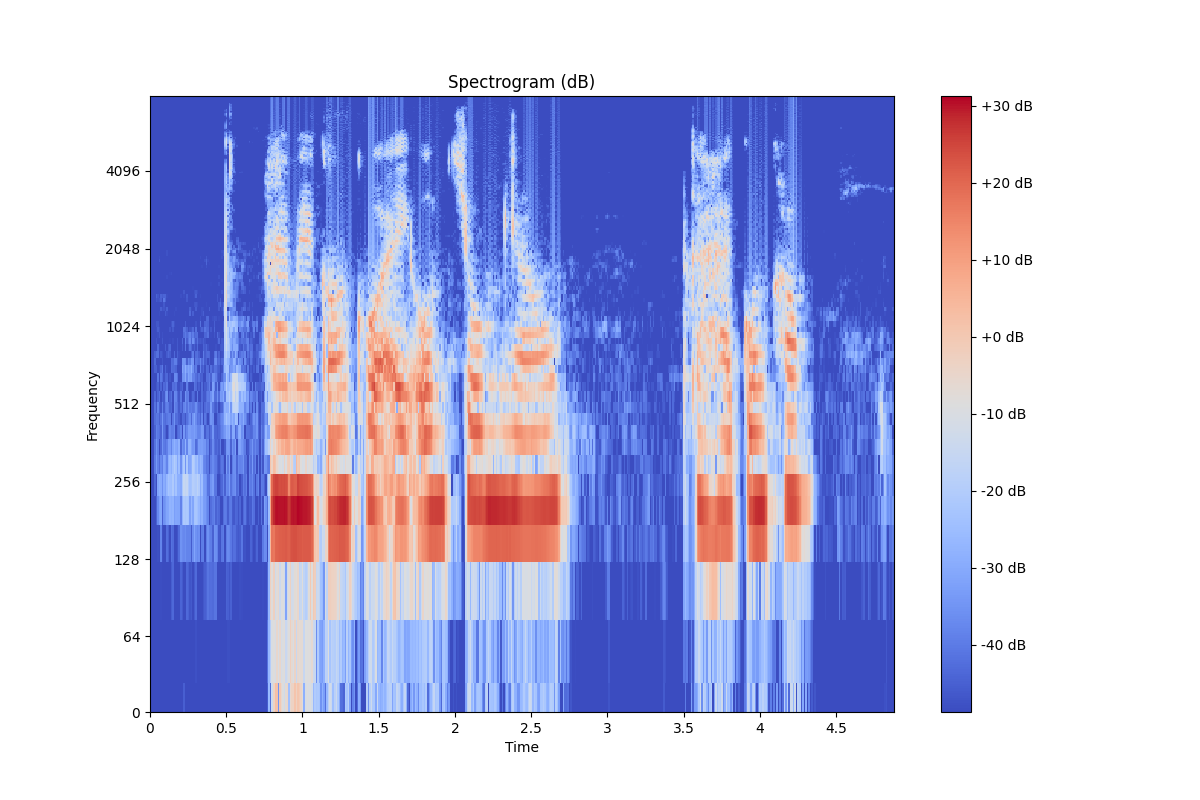 Spectrogram (dB)
+30 dB
+20 dB
+10 dB
+0 dB
-10 dB
-20 dB
-30 dB
-40 dB
4096
2048
1024
512
256
128
64
0
Frequency
0 0.5 1 1.5 2 2.5 3 3.5 4 4.5
Time